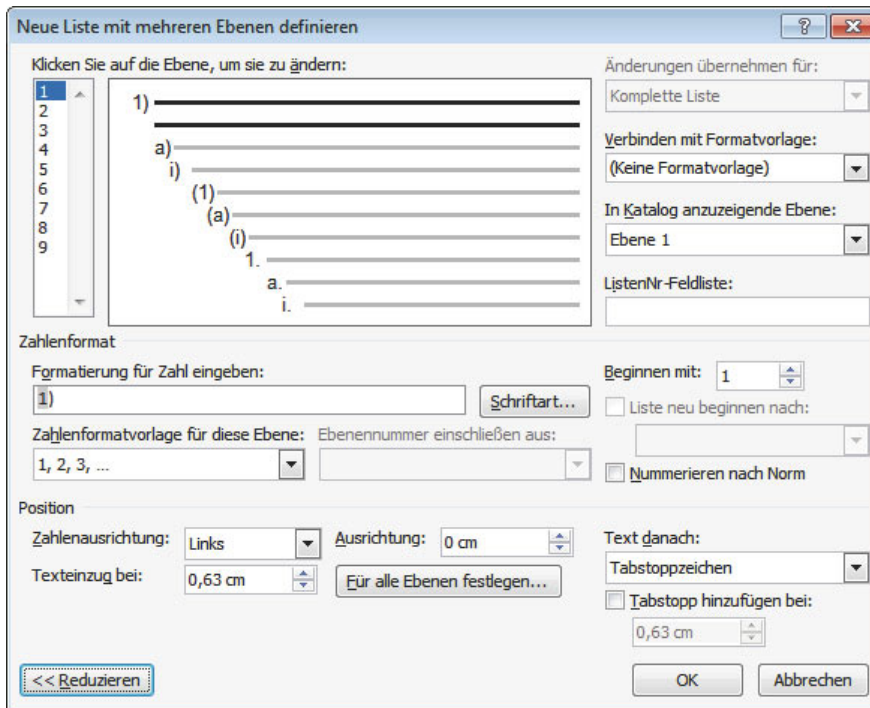 Neue Liste mit mehreren Ebenen definieren
Klicken Sie auf die Ebene, um sie zu ändern:
1
2
3
4
5
6
7
8
9
1)
a)
i)
(1)
(a)
(i)
1.
a.
i.
Änderungen übernehmen für:
Komplette Liste
Verbinden mit Formatvorlage:
(Keine Formatvorlage)
In Katalog anzuzeigende Ebene:
Ebene 1
ListenNr-Feldliste:
Zahlenformat
Formatierung für Zahl eingeben:
1)
Schriftart...
Zahlenformatvorlage für diese Ebene: Ebenennummer einschließen aus:
1, 2, 3, ...
Beginnen mit: 1
Liste neu beginnen nach:
Nummerieren nach Norm
Position
Zahlenausrichtung: Links Ausrichtung: 0 cm
Texteinzug bei: 0,63 cm Für alle Ebenen festlegen...
Text danach:
Tabstoppzeichen
Tabstopp hinzufügen bei:
0,63 cm
<< Reduzieren OK Abbrechen